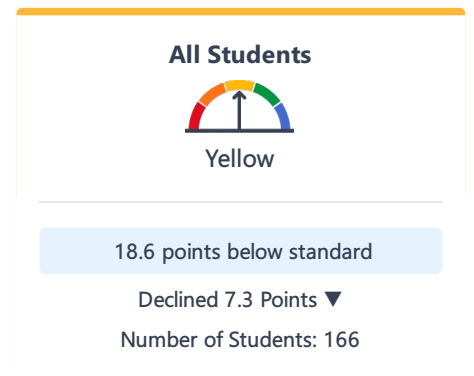 All Students
Yellow
18.6 points below standard
Declined 7.3 Points ▼
Number of Students: 166